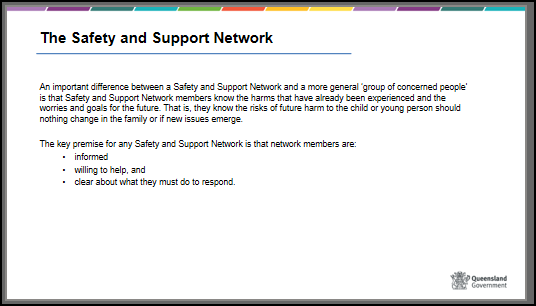 The Safety and Support Network
An important difference between a Safety and Support Network and a more general 'group of concerned people'
is that Safety and Support Network members know the harms that have already been experienced and the
worries and goals for the future. That is, they know the risks of future harm to the child or young person should
nothing change in the family or if new issues emerge.
The key premise for any Safety and Support Network is that network members are:
• informed
• willing to help, and
• clear about what they must do to respond.
Queensland
Government